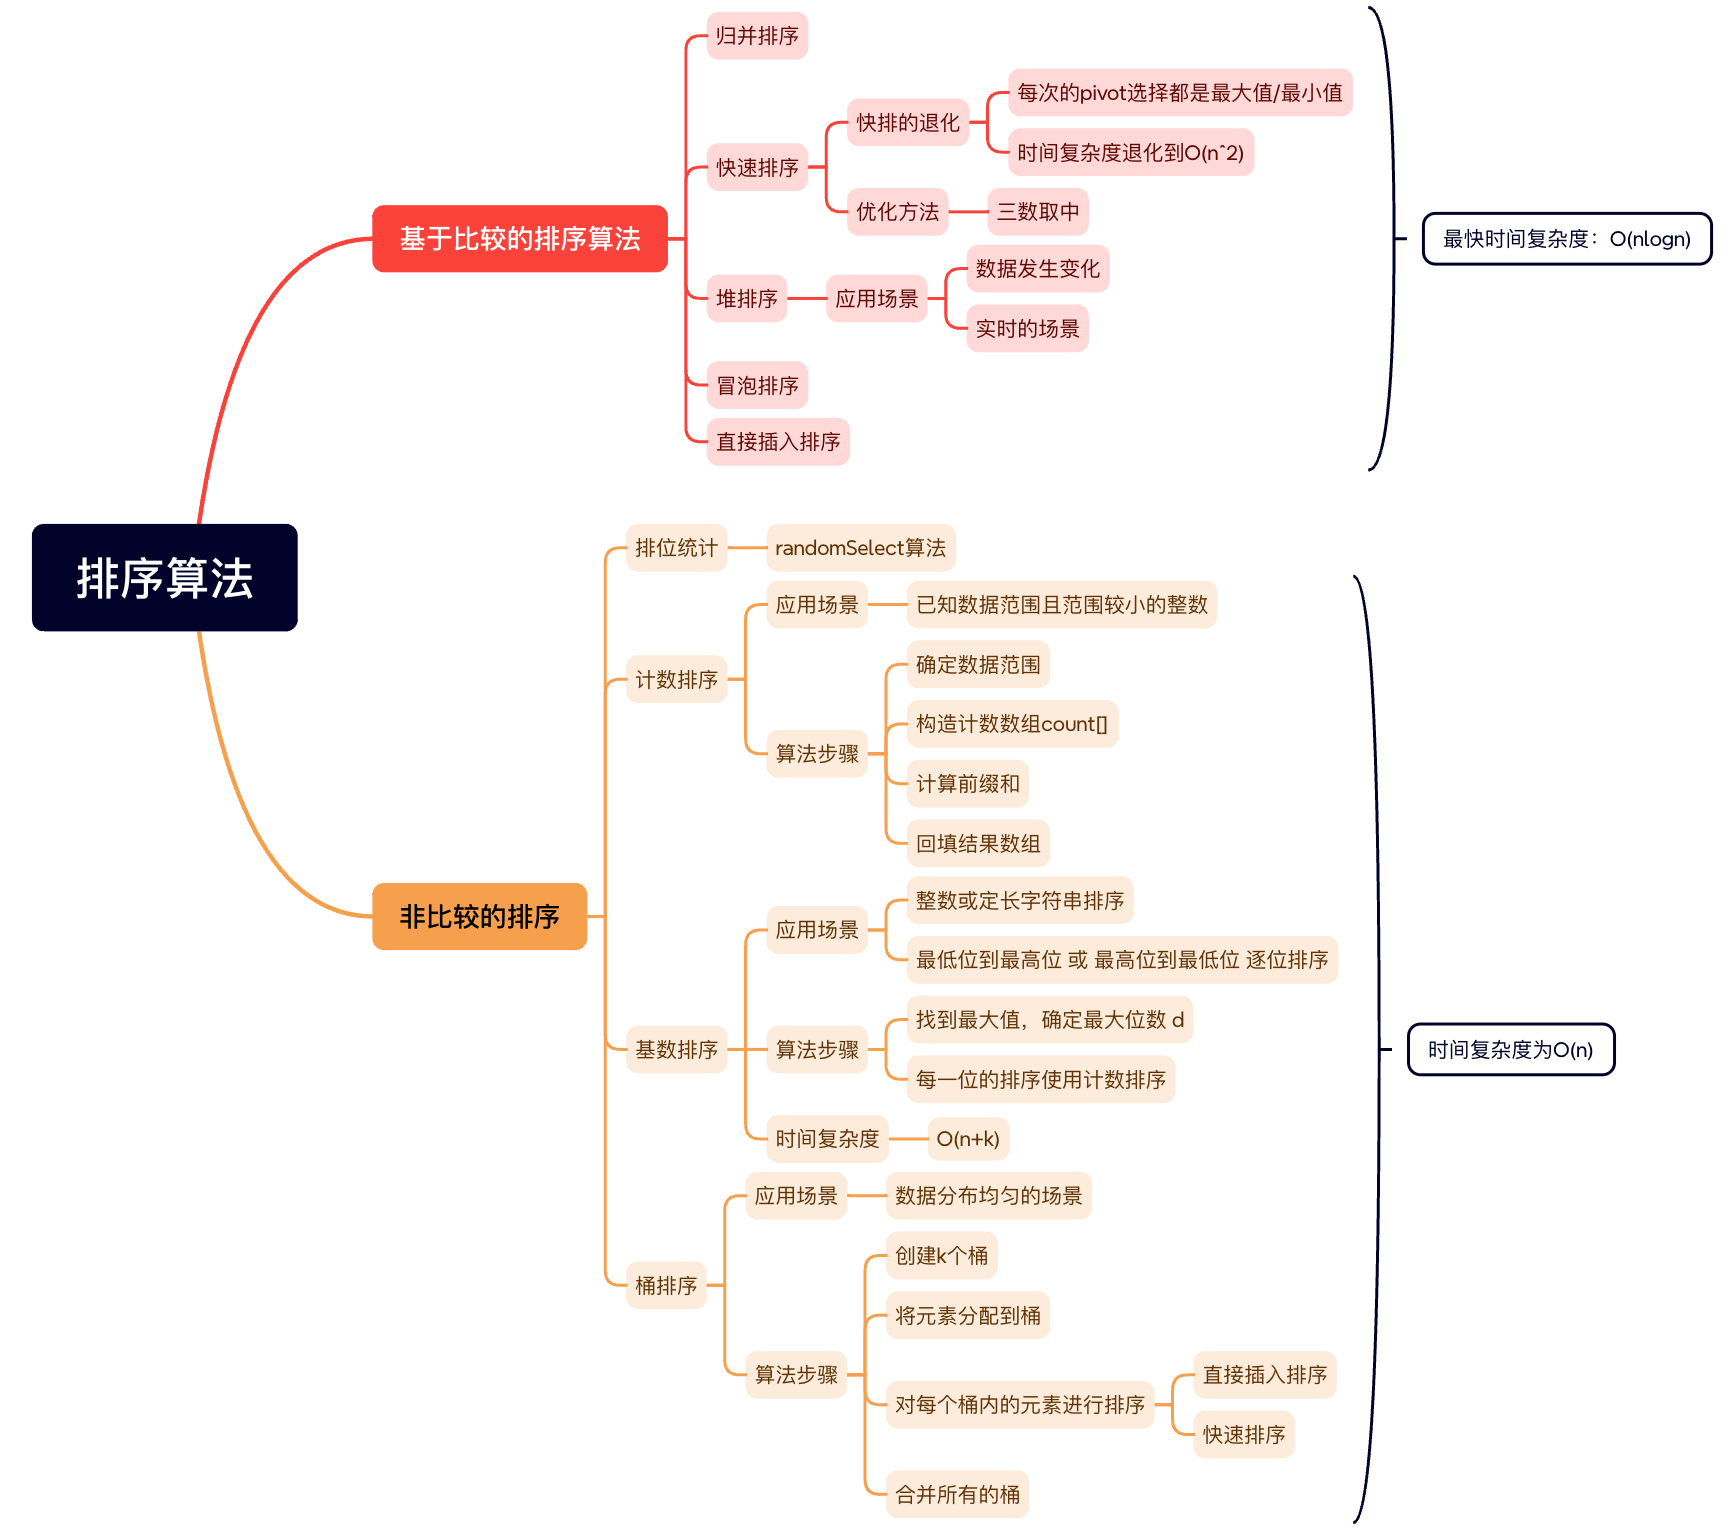 排序算法
基于比较的排序算法
归并排序
快速排序
快排的退化
每次的pivot选择都是最大值/最小值
时间复杂度退化到O(n^2)
优化方法
三数取中
堆排序
应用场景
数据发生变化
实时的场景
冒泡排序
直接插入排序
最快时间复杂度：O(nlogn)
非比较的排序
排位统计
randomSelect算法
计数排序
应用场景
已知数据范围且范围较小的整数
算法步骤
确定数据范围
构造计数数组count[]
计算前缀和
回填结果数组
基数排序
应用场景
整数或定长字符串排序
最低位到最高位 或 最高位到最低位 逐位排序
算法步骤
找到最大值，确定最大位数 d
每一位的排序使用计数排序
时间复杂度
O(n+k)
桶排序
应用场景
数据分布均匀的场景
算法步骤
创建k个桶
将元素分配到桶
对每个桶内的元素进行排序
直接插入排序
快速排序
合并所有的桶
时间复杂度为O(n)